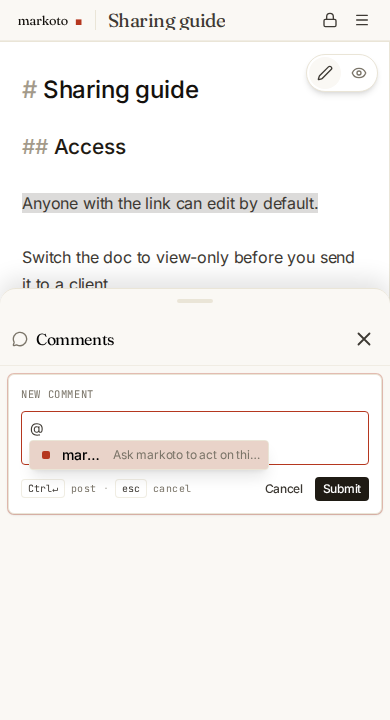 markoto
Sharing guide
# Sharing guide
## Access
Anyone with the link can edit by default.
Switch the doc to view-only before you send
it to a client
Comments
NEW COMMENT
@
mar… Ask markoto to act on thi…
Ctrl↵ post · esc cancel
Cancel
Submit